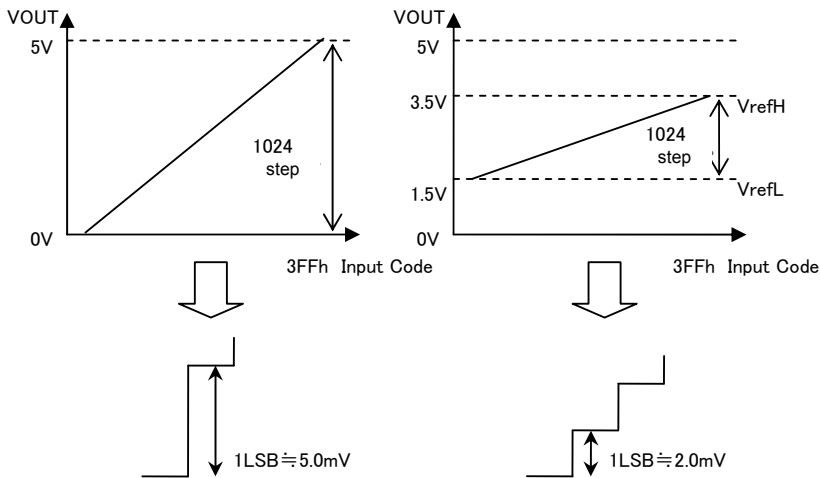 VOUT
5V
1024
step
0V
3FFh Input Code
1LSB≒5.0mV
VOUT
5V
3.5V
VrefH
1024
step
1.5V
VrefL
0V
3FFh Input Code
1LSB≒2.0mV